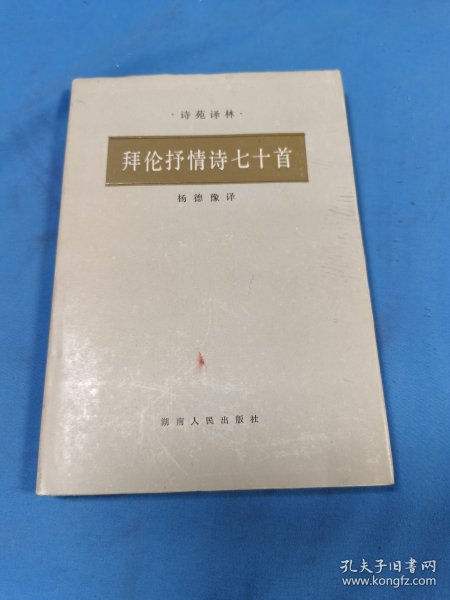 ·诗苑译林·
拜伦抒情诗七十首
杨德豫译
湖南人民出版社
孔夫子旧书网
www.kongfz.com